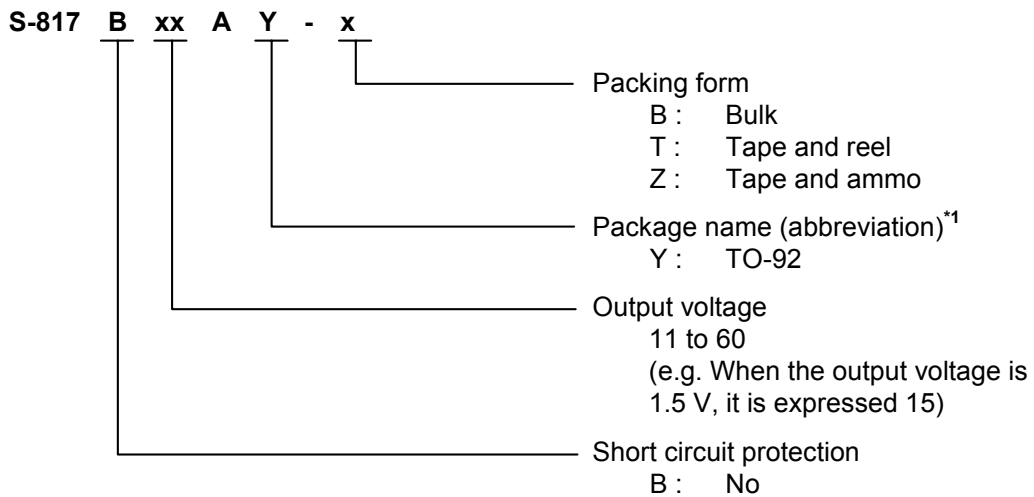 S-817 B xx A Y - x
Packing form
B : Bulk
T : Tape and reel
Z : Tape and ammo
Package name (abbreviation)*1
Y : TO-92
Output voltage
11 to 60
(e.g. When the output voltage is
1.5 V, it is expressed 15)
Short circuit protection
B : No